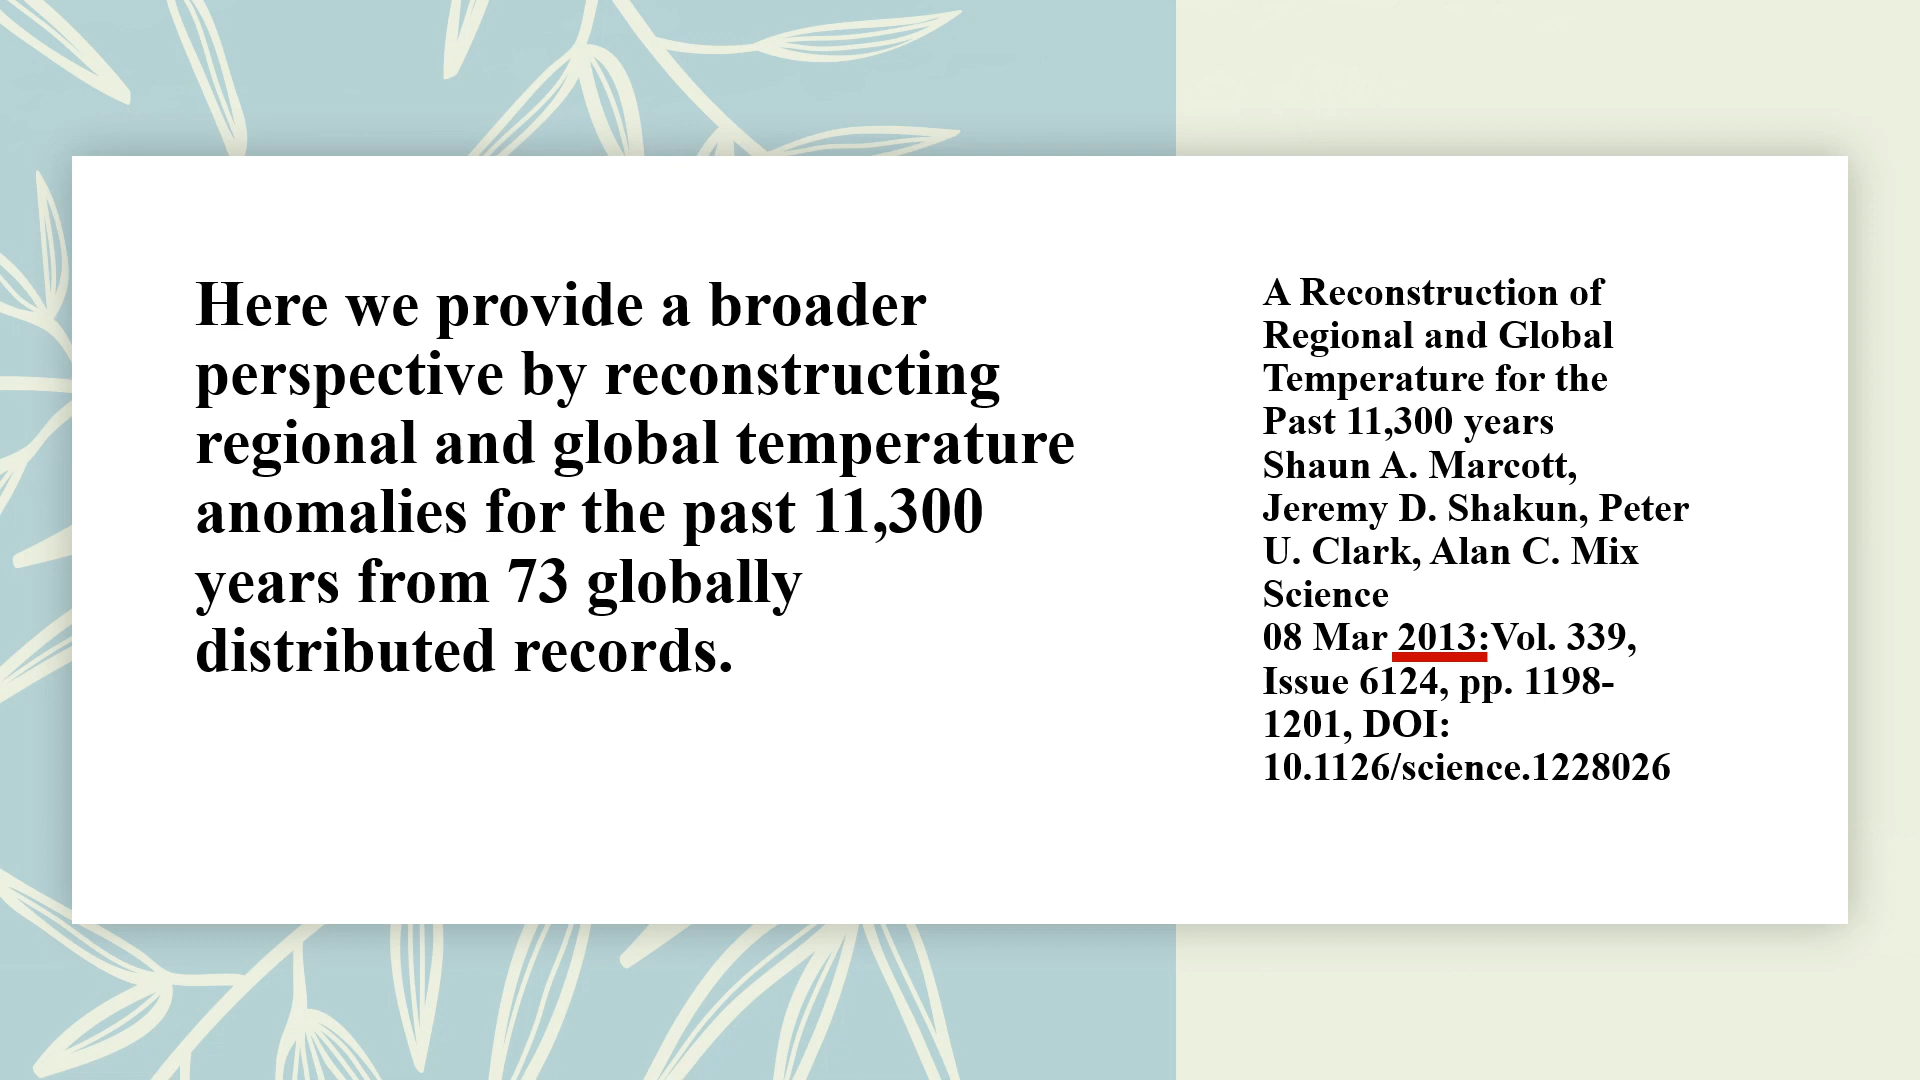 Here we provide a broader
perspective by reconstructing
regional and global temperature
anomalies for the past 11,300
years from 73 globally
distributed records.
A Reconstruction of
Regional and Global
Temperature for the
Past 11,300 years
Shaun A. Marcott,
Jeremy D. Shakun, Peter
U. Clark, Alan C. Mix
Science
08 Mar 2013:Vol. 339,
Issue 6124, pp. 1198-
1201, DOI:
10.1126/science.1228026